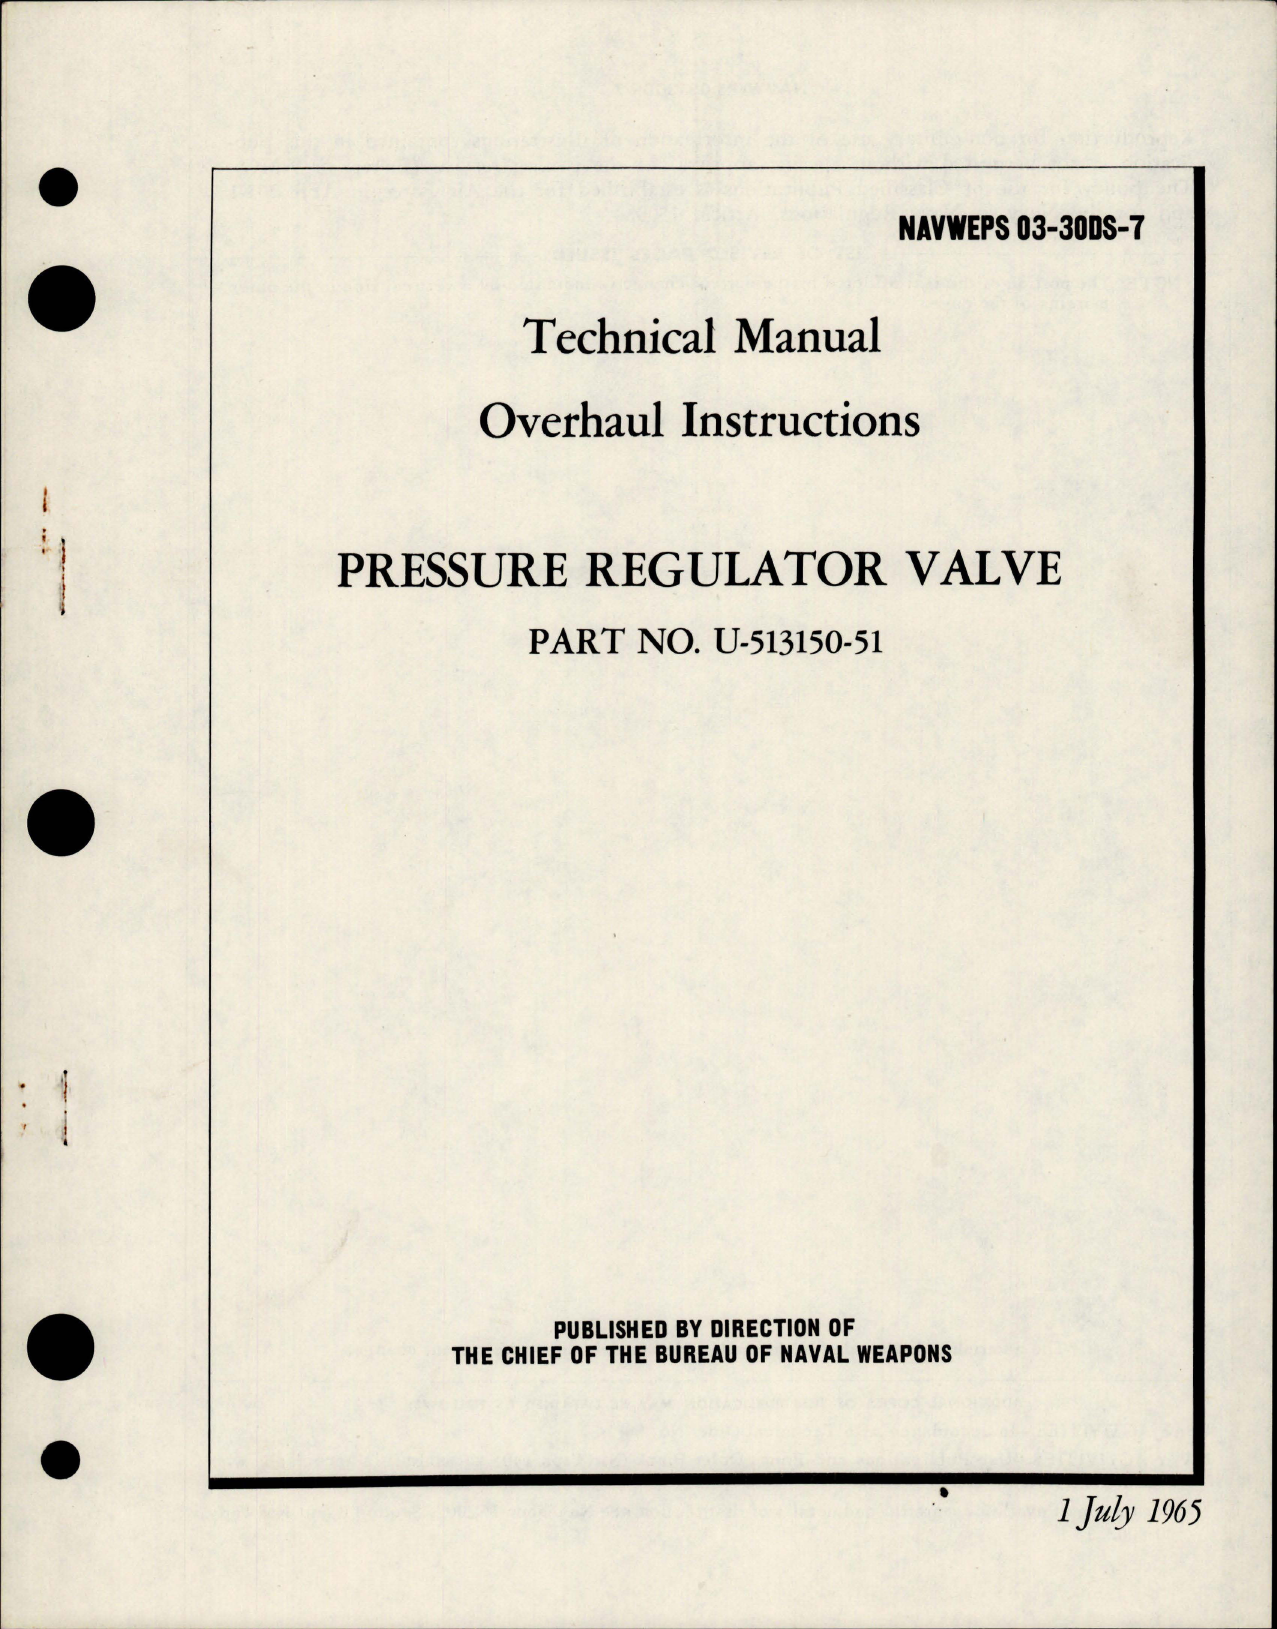 NAVWEPS 03-30DS-7
Technical Manual
Overhaul Instructions
PRESSURE REGULATOR VALVE
PART NO. U-513150-51
PUBLISHED BY DIRECTION OF
THE CHIEF OF THE BUREAU OF NAVAL WEAPONS
1 July 1965